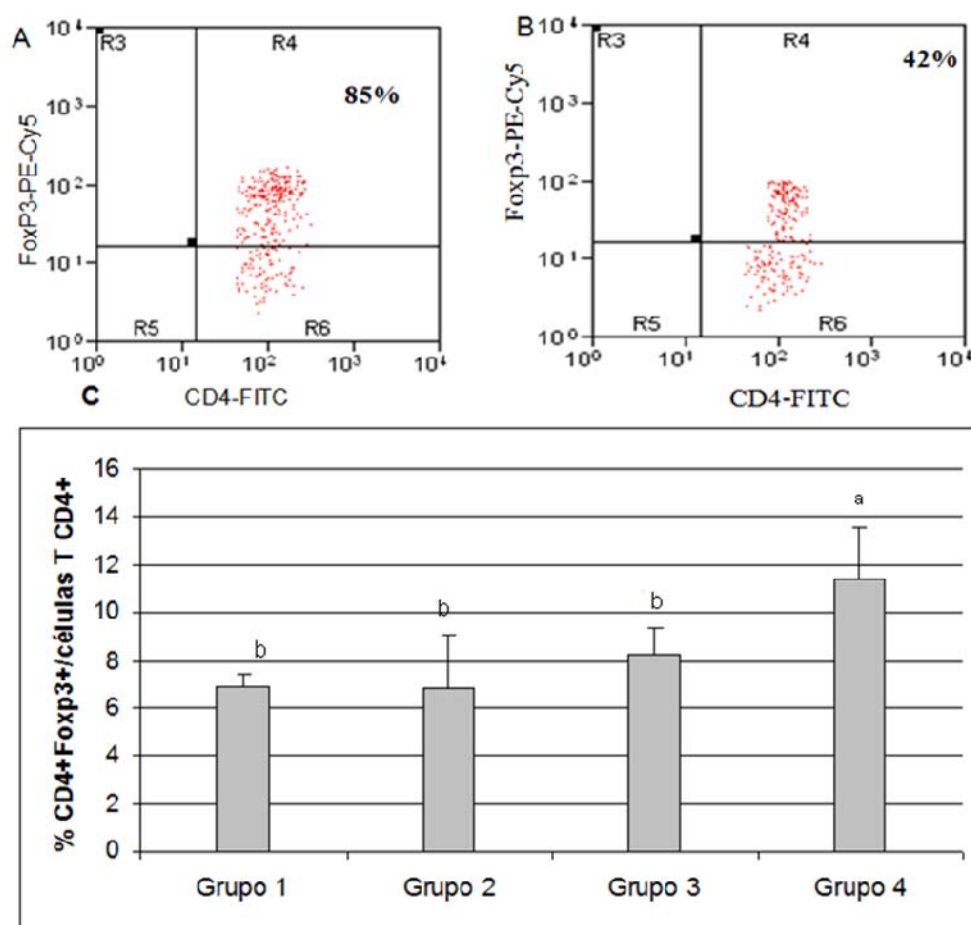 A
10⁴
R3
R4
85%
10³
10²
10¹
10⁰
R5
R6
10⁰
10¹
10²
10³
10⁴
FoxP3-PE-Cy5
CD4-FITC
B
10⁴
R3
R4
42%
10³
10²
10¹
10⁰
R5
R6
10⁰
10¹
10²
10³
10⁴
Foxp3-PE-Cy5
CD4-FITC
C
% CD4+Foxp3+/células T CD4+
16
14
12
10
8
6
4
2
0
b
b
b
a
Grupo 1
Grupo 2
Grupo 3
Grupo 4